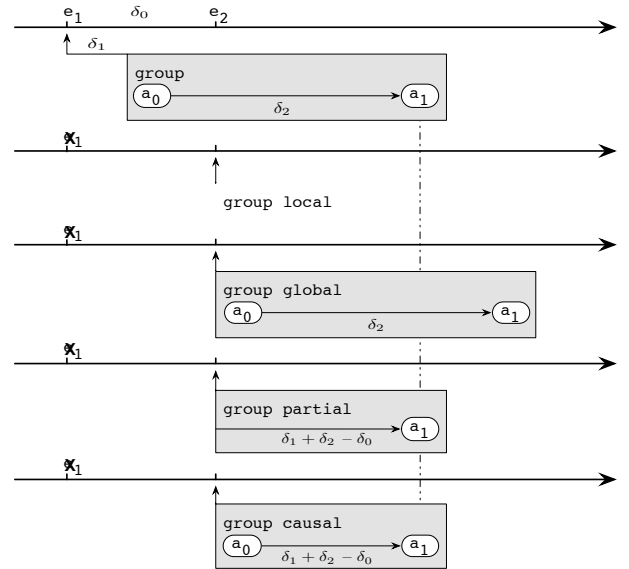 e1 δ0 e2
δ1
group
a0 δ2 a1
e1
group local
e1
group global
a0 δ2 a1
e1
group partial
δ1 + δ2 − δ0 a1
e1
group causal
a0 δ1 + δ2 − δ0 a1